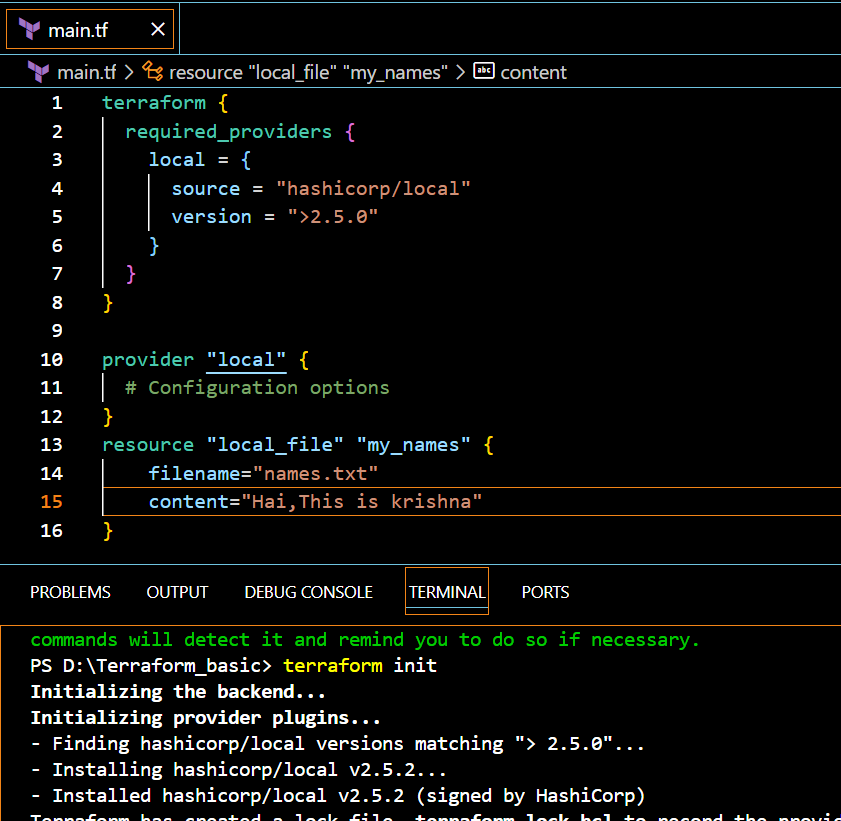 main.tf
main.tf > resource "local_file" "my_names" > abc content
1 terraform {
2   required_providers {
3     local = {
4       source = "hashicorp/local"
5       version = ">2.5.0"
6     }
7   }
8 }
9
10 provider "local" {
11   # Configuration options
12 }
13 resource "local_file" "my_names" {
14     filename="names.txt"
15     content="Hai,This is krishna"
16 }
PROBLEMS OUTPUT DEBUG CONSOLE TERMINAL PORTS
commands will detect it and remind you to do so if necessary.
PS D:\Terraform_basic> terraform init
Initializing the backend...
Initializing provider plugins...
- Finding hashicorp/local versions matching "> 2.5.0"...
- Installing hashicorp/local v2.5.2...
- Installed hashicorp/local v2.5.2 (signed by HashiCorp)
Terraform has created a lock file .terraform.lock.hcl to record the